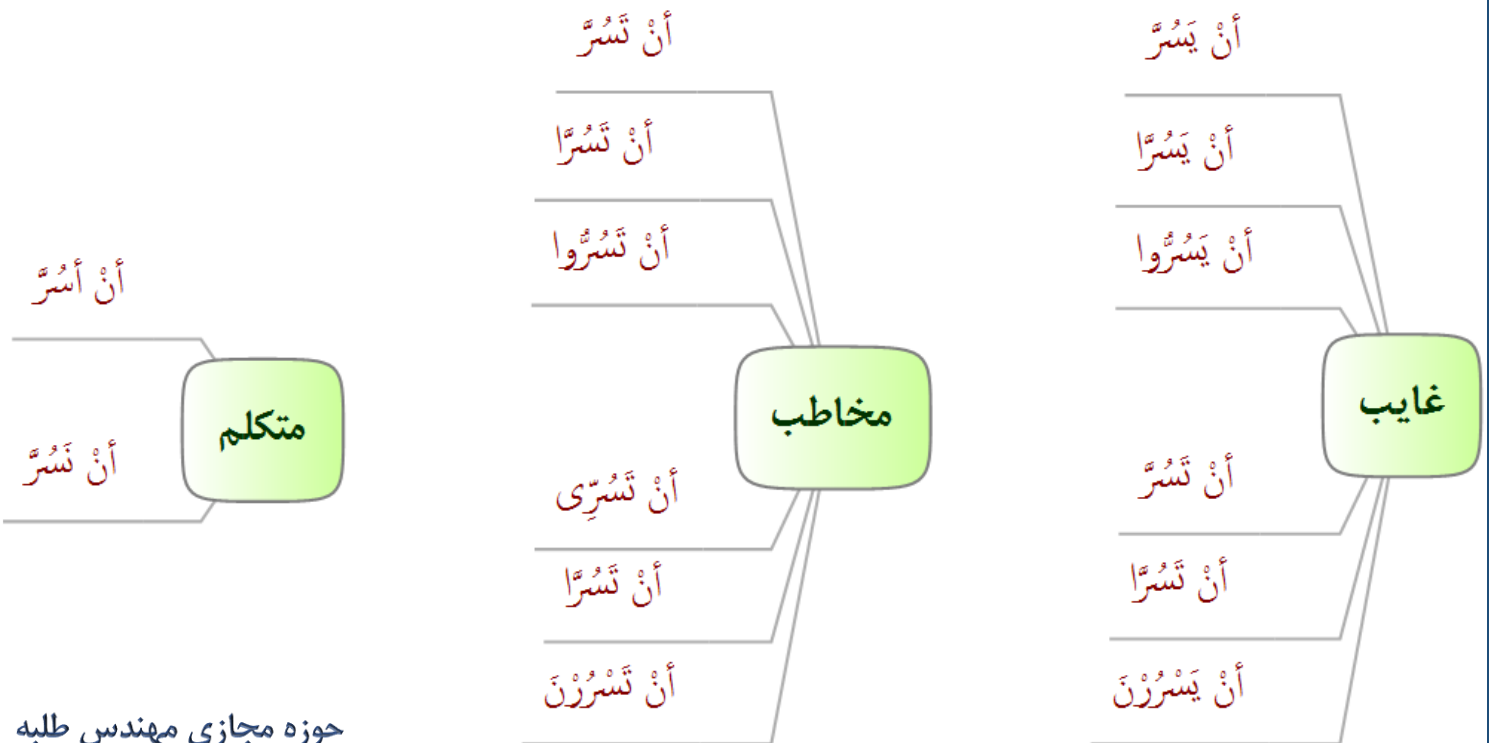 غایب
أنْ یَسُرَّ
أنْ یَسُرَّا
أنْ یَسُرُّوا
أنْ تَسُرَّ
أنْ تَسُرَّا
أنْ یَسْرُرْنَ
مخاطب
أنْ تَسُرَّ
أنْ تَسُرَّا
أنْ تَسُرُّوا
أنْ تَسُرِّی
أنْ تَسُرَّا
أنْ تَسْرُرْنَ
متکلم
أنْ أسُرَّ
أنْ نَسُرَّ
حوزه مجازی مهندس طلبه